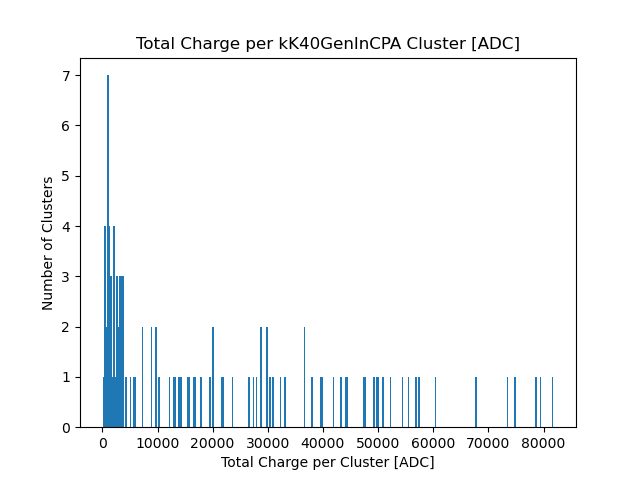 Total Charge per kK40GenInCPA Cluster [ADC]
7
6
5
4
3
2
1
0
Number of Clusters
0 10000 20000 30000 40000 50000 60000 70000 80000
Total Charge per Cluster [ADC]